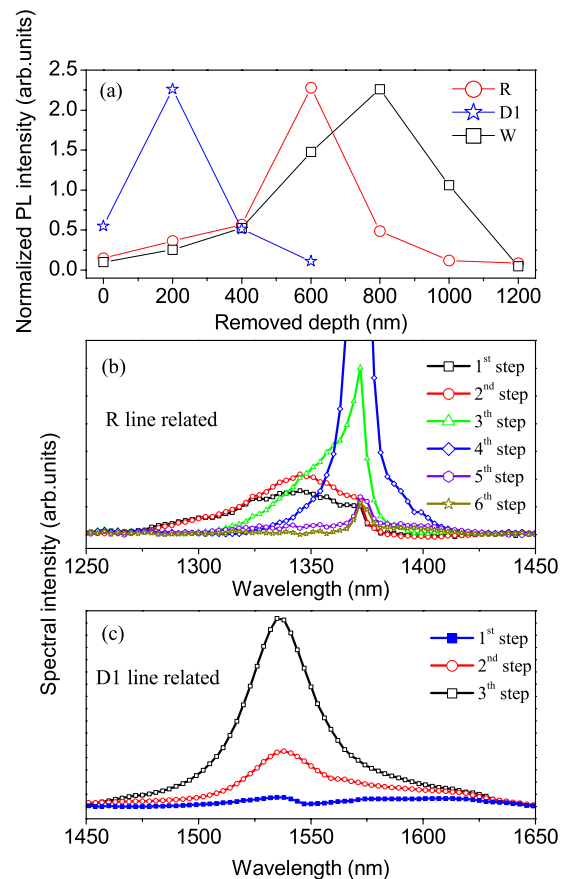 Normalized PL intensity (arb.units)
(a)
R
D1
W
2.5
2.0
1.5
1.0
0.5
0.0
0 200 400 600 800 1000 1200
Removed depth (nm)
Spectral intensity (arb.units)
(b)
R line related
1st step
2nd step
3th step
4th step
5th step
6th step
1250 1300 1350 1400 1450
Wavelength (nm)
(c)
D1 line related
1st step
2nd step
3th step
1450 1500 1550 1600 1650
Wavelength (nm)